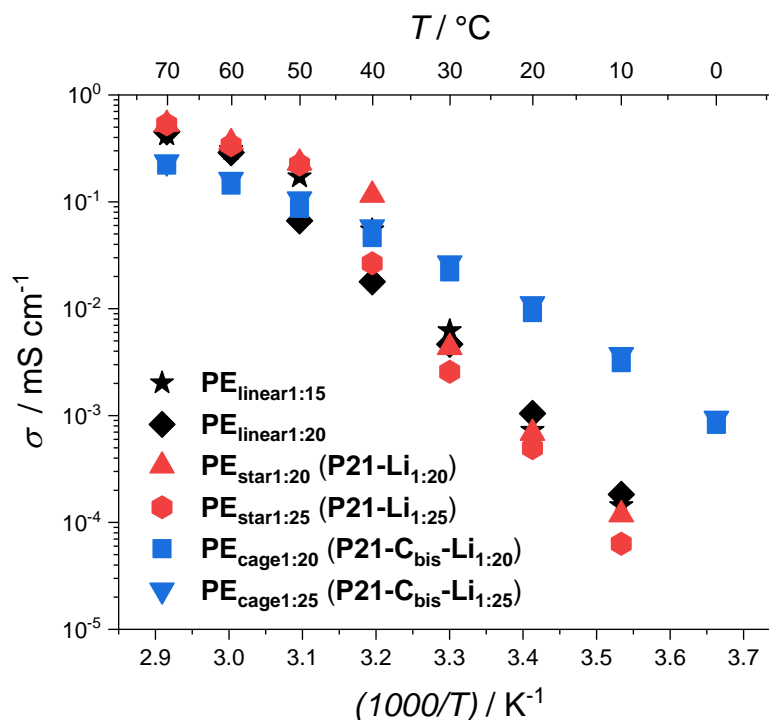 T / °C
70 60 50 40 30 20 10 0
10⁰
10⁻¹
10⁻²
10⁻³
10⁻⁴
10⁻⁵
σ / mS cm⁻¹
PE_linear1:15
PE_linear1:20
PE_star1:20 (P21-Li_1:20)
PE_star1:25 (P21-Li_1:25)
PE_cage1:20 (P21-C_bis-Li_1:20)
PE_cage1:25 (P21-C_bis-Li_1:25)
2.9 3.0 3.1 3.2 3.3 3.4 3.5 3.6 3.7
(1000/T) / K⁻¹